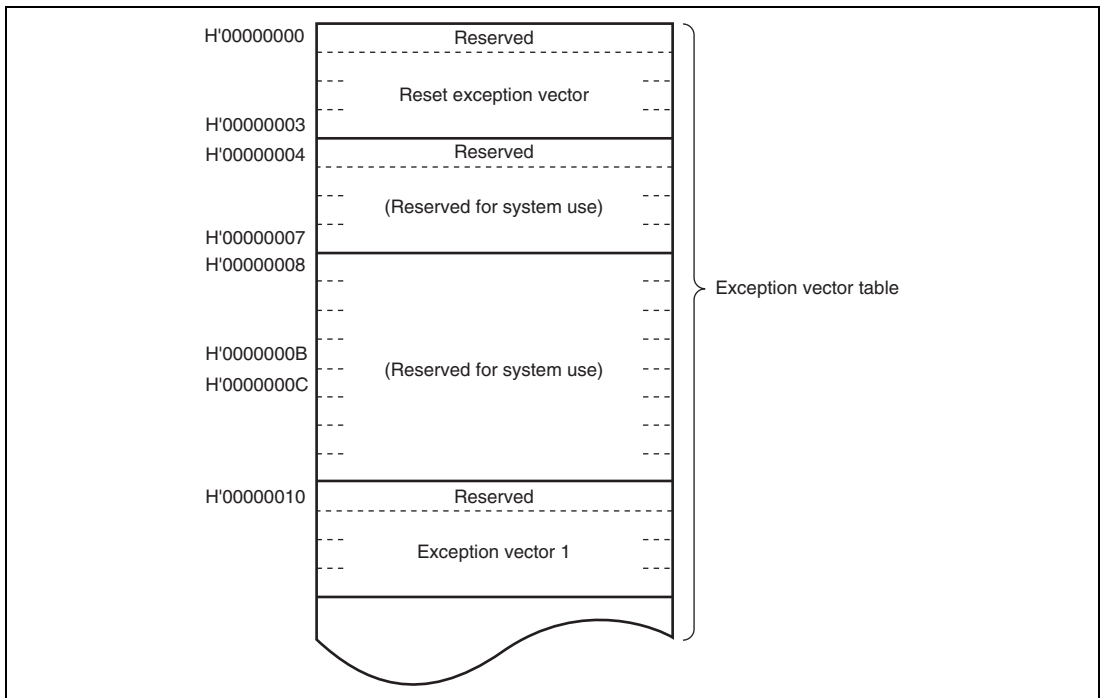 H'00000000 Reserved
Reset exception vector
H'00000003
H'00000004 Reserved
(Reserved for system use)
H'00000007
H'00000008
Exception vector table
H'0000000B
(Reserved for system use)
H'0000000C
H'00000010 Reserved
Exception vector 1